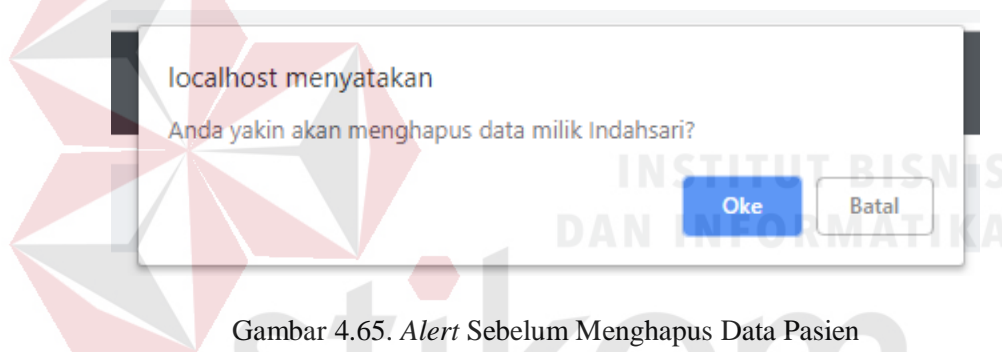 localhost menyatakan
Anda yakin akan menghapus data milik Indahsari?
INSTITUT BISNIS
Oke Batal
DAN INFORMATIKA
Gambar 4.65. Alert Sebelum Menghapus Data Pasien
stikom